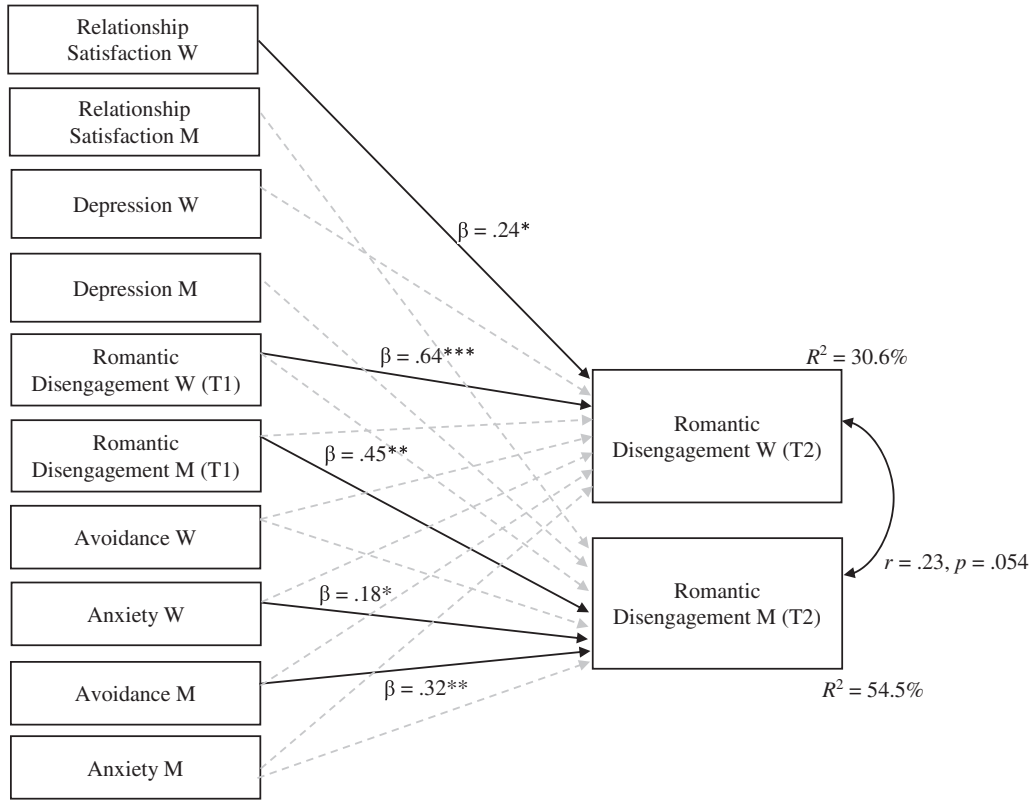 Relationship
Satisfaction W
Relationship
Satisfaction M
Depression W
β = .24*
Depression M
Romantic
Disengagement W (T1)
β = .64***
R² = 30.6%
Romantic
Disengagement W (T2)
Romantic
Disengagement M (T1)
β = .45**
Avoidance W
r = .23, p = .054
Romantic
Disengagement M (T2)
Anxiety W
β = .18*
Avoidance M
β = .32**
R² = 54.5%
Anxiety M